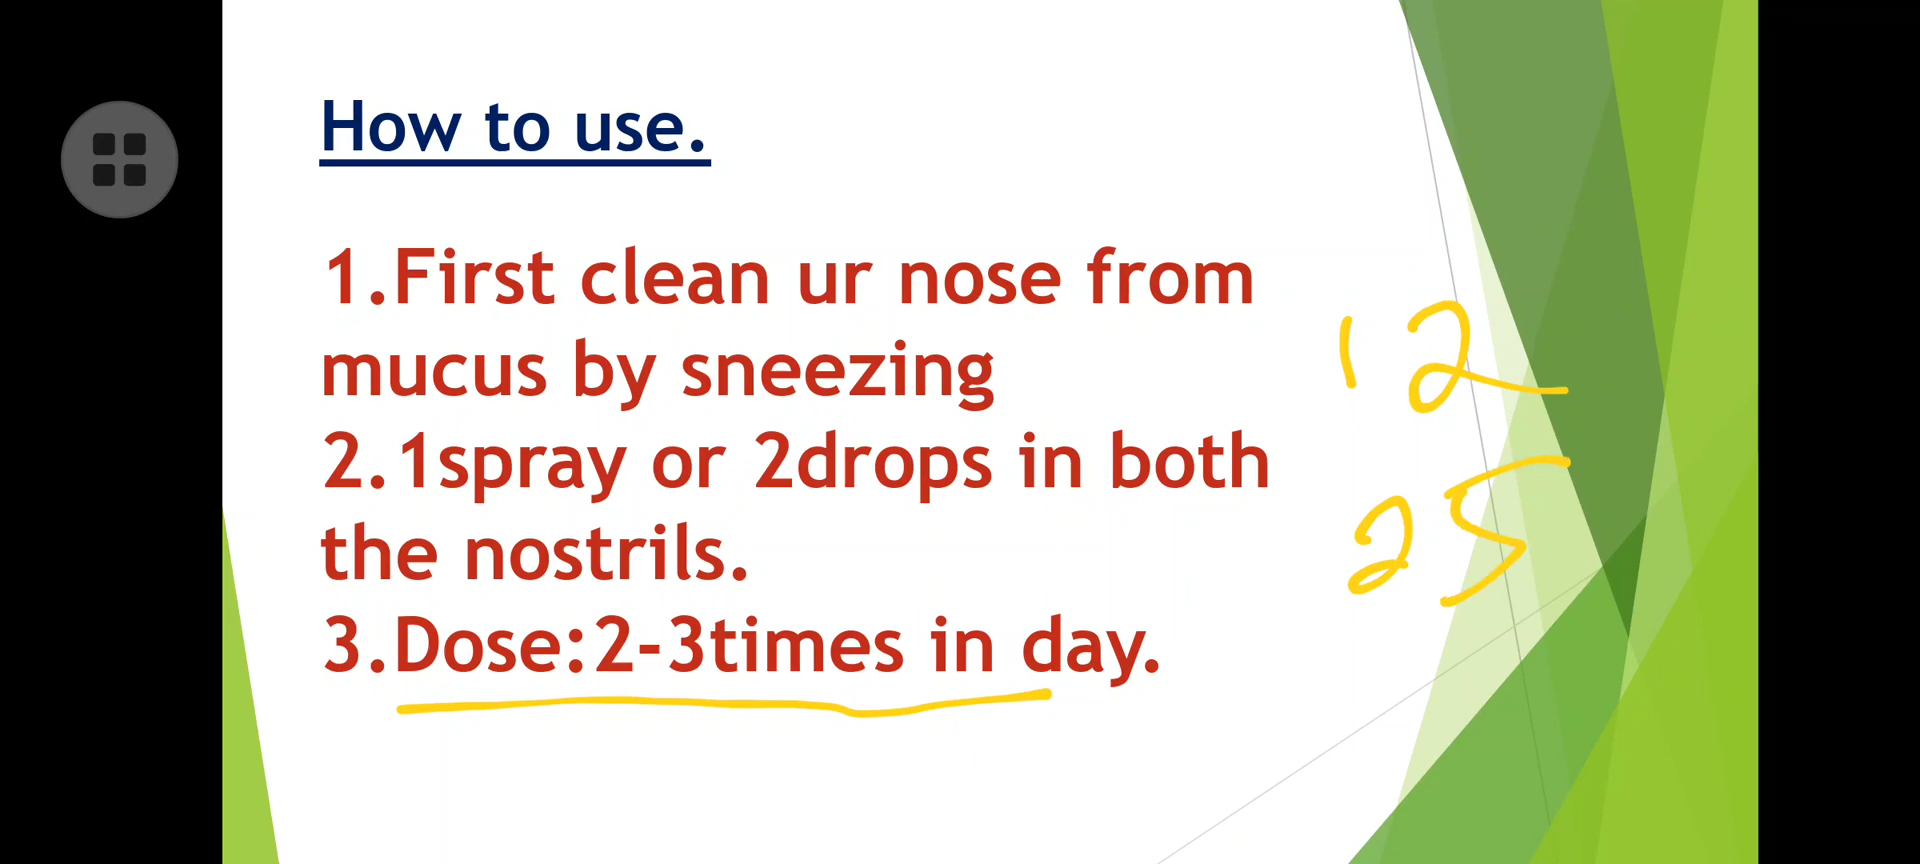 How to use.
1.First clean ur nose from
mucus by sneezing
2.1spray or 2drops in both
the nostrils.
3.Dose:2-3times in day.
12
25